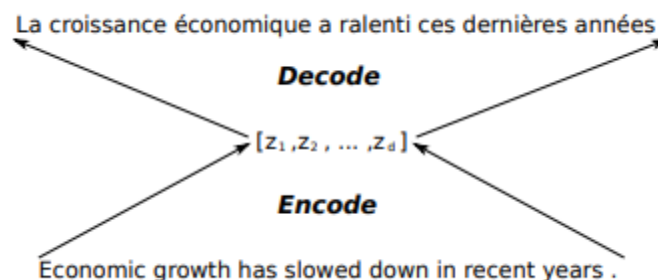 La croissance économique a ralenti ces dernières années
Decode
[z₁ ,z₂ , ... ,z_d ]
Encode
Economic growth has slowed down in recent years .